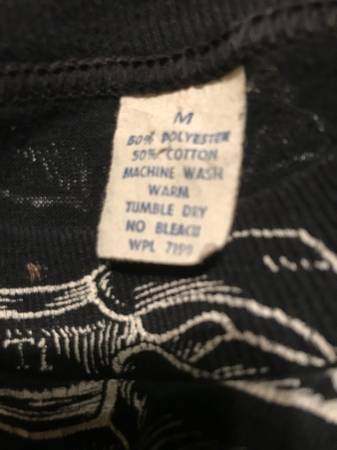 M
50% POLYESTER
50% COTTON
MACHINE WASH
WARM
TUMBLE DRY
NO BLEACH
WPL 7199